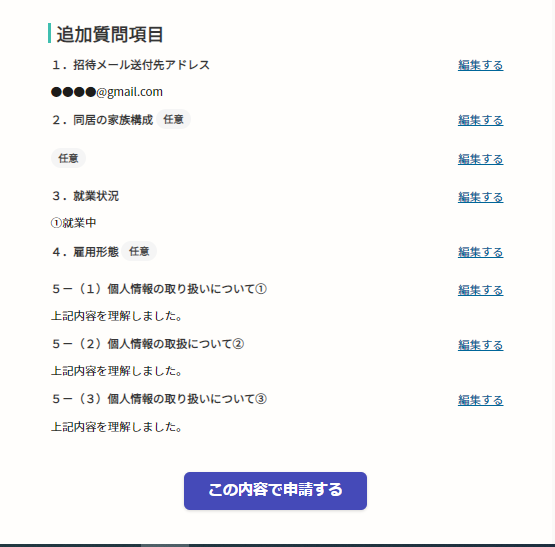 追加質問項目
１．招待メール送付先アドレス 編集する
●●●●@gmail.com
２．同居の家族構成 任意 編集する
任意 編集する
３．就業状況 編集する
①就業中
４．雇用形態 任意 編集する
５－（１）個人情報の取り扱いについて① 編集する
上記内容を理解しました。
５－（２）個人情報の取扱について② 編集する
上記内容を理解しました。
５－（３）個人情報の取り扱いについて③ 編集する
上記内容を理解しました。
この内容で申請する